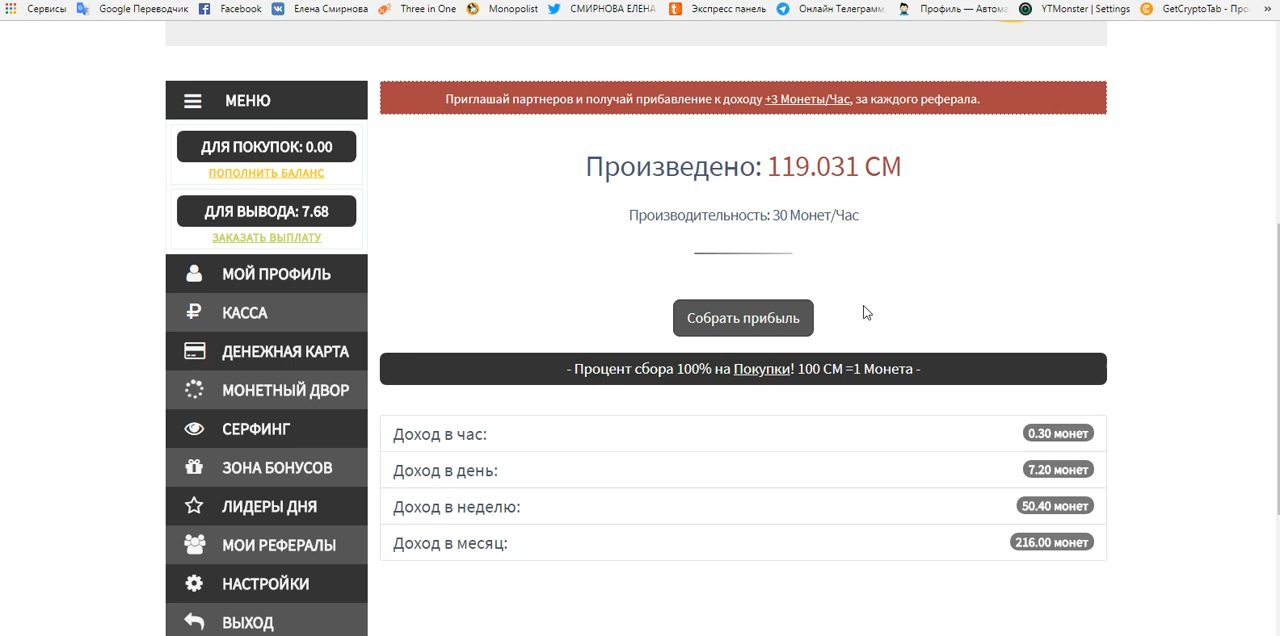 Сервисы Google Переводчик Facebook Елена Смирнова Three in One Monopolist СМИРНОВА ЕЛЕНА Экспресс панель Онлайн Телеграмм, Профиль — Автома YTMonster | Settings GetCryptoTab - Про »
МЕНЮ
ДЛЯ ПОКУПОК: 0.00
ПОПОЛНИТЬ БАЛАНС
ДЛЯ ВЫВОДА: 7.68
ЗАКАЗАТЬ ВЫПЛАТУ
МОЙ ПРОФИЛЬ
КАССА
ДЕНЕЖНАЯ КАРТА
МОНЕТНЫЙ ДВОР
СЕРФИНГ
ЗОНА БОНУСОВ
ЛИДЕРЫ ДНЯ
МОИ РЕФЕРАЛЫ
НАСТРОЙКИ
ВЫХОД
Приглашай партнеров и получай прибавление к доходу +3 Монеты/Час, за каждого реферала.
Произведено: 119.031 СМ
Производительность: 30 Монет/Час
Собрать прибыль
- Процент сбора 100% на Покупки! 100 СМ =1 Монета -
Доход в час: 0.30 монет
Доход в день: 7.20 монет
Доход в неделю: 50.40 монет
Доход в месяц: 216.00 монет